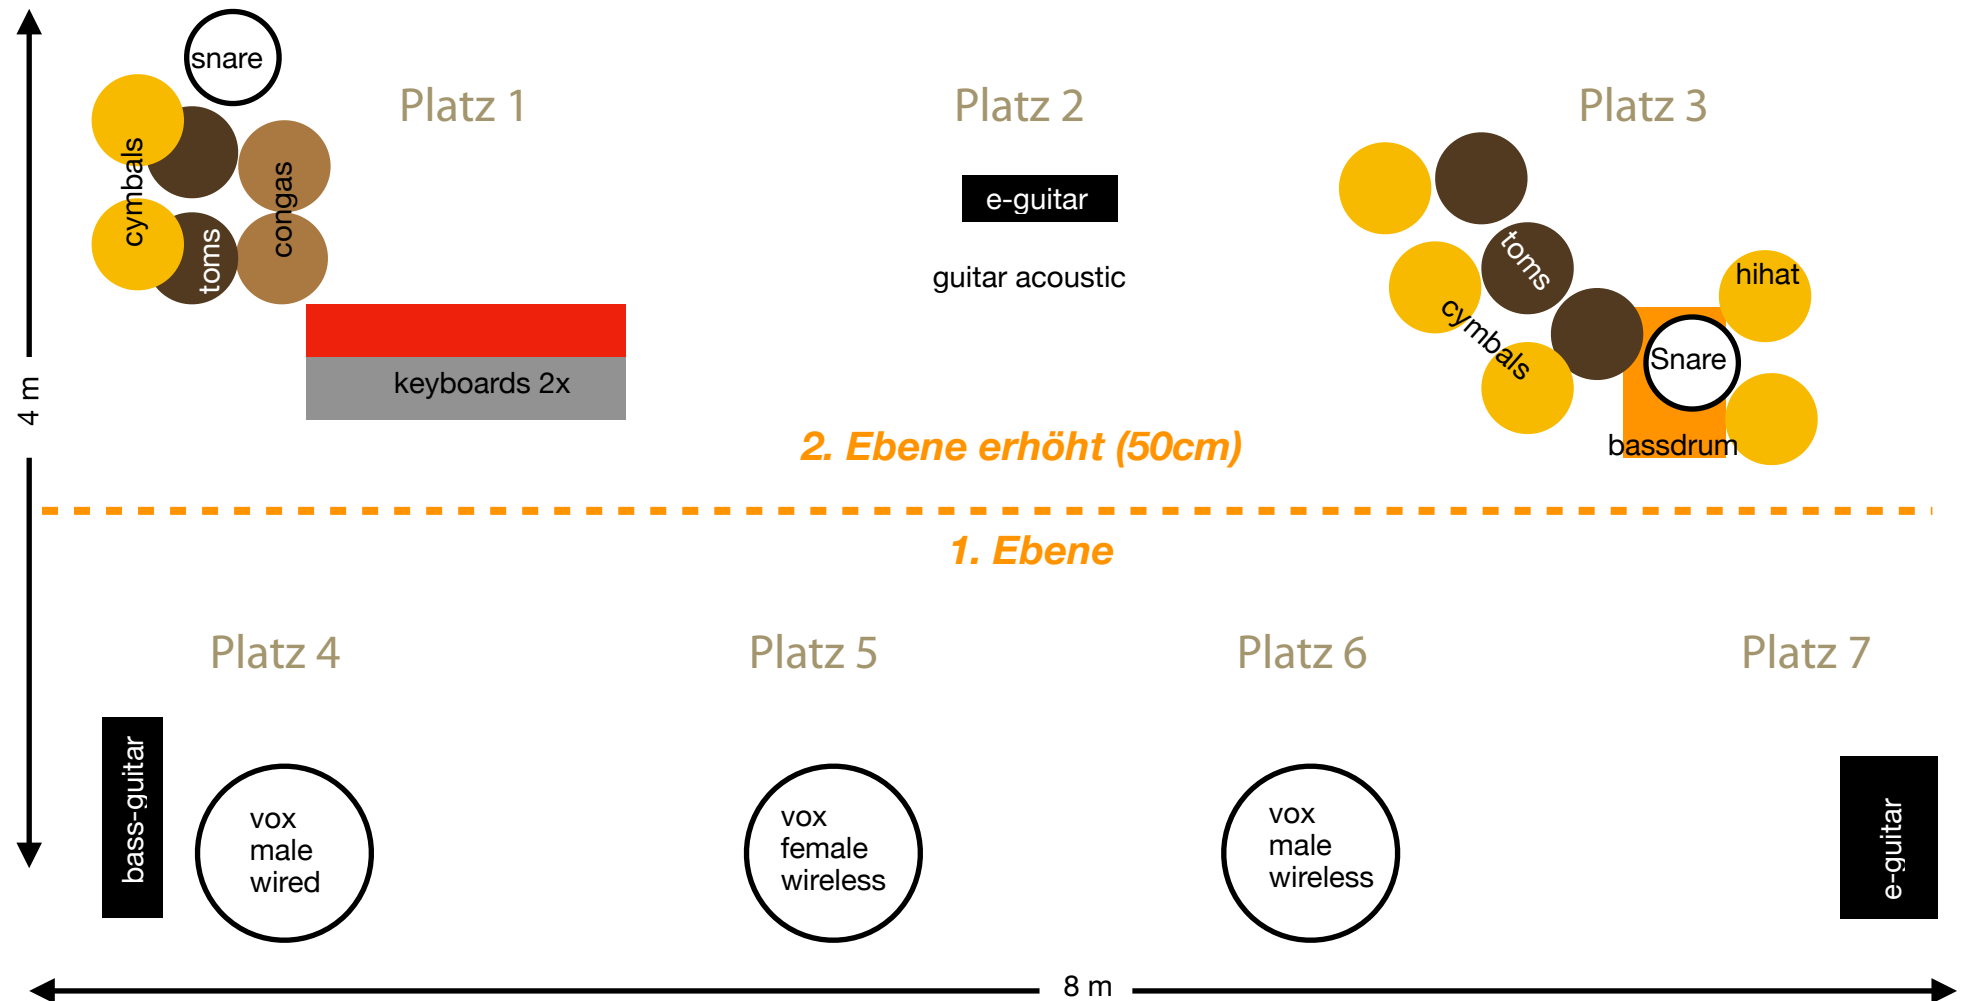 snare
Platz 1
Platz 2
Platz 3
cymbals
toms
congas
e-guitar
guitar acoustic
toms
cymbals
hihat
Snare
bassdrum
keyboards 2x
4 m
2. Ebene erhöht (50cm)
1. Ebene
Platz 4
Platz 5
Platz 6
Platz 7
bass-guitar
vox
male
wired
vox
female
wireless
vox
male
wireless
e-guitar
8 m